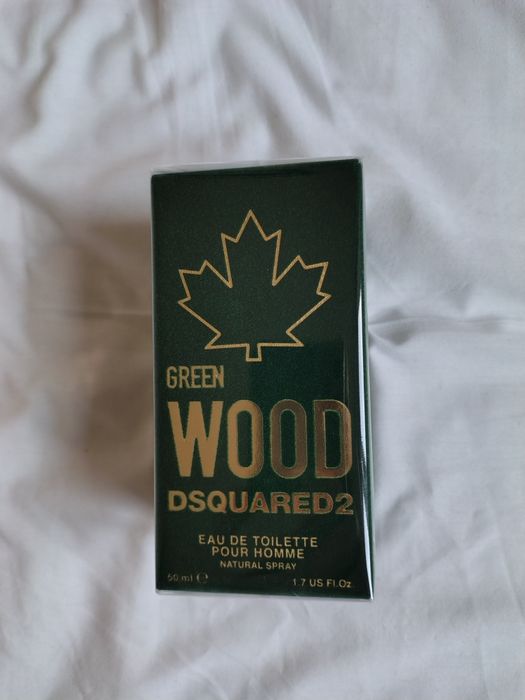 GREEN
WOOD
DSQUARED2
EAU DE TOILETTE
POUR HOMME
NATURAL SPRAY
50 ml ℮ 1.7 US Fl.Oz.